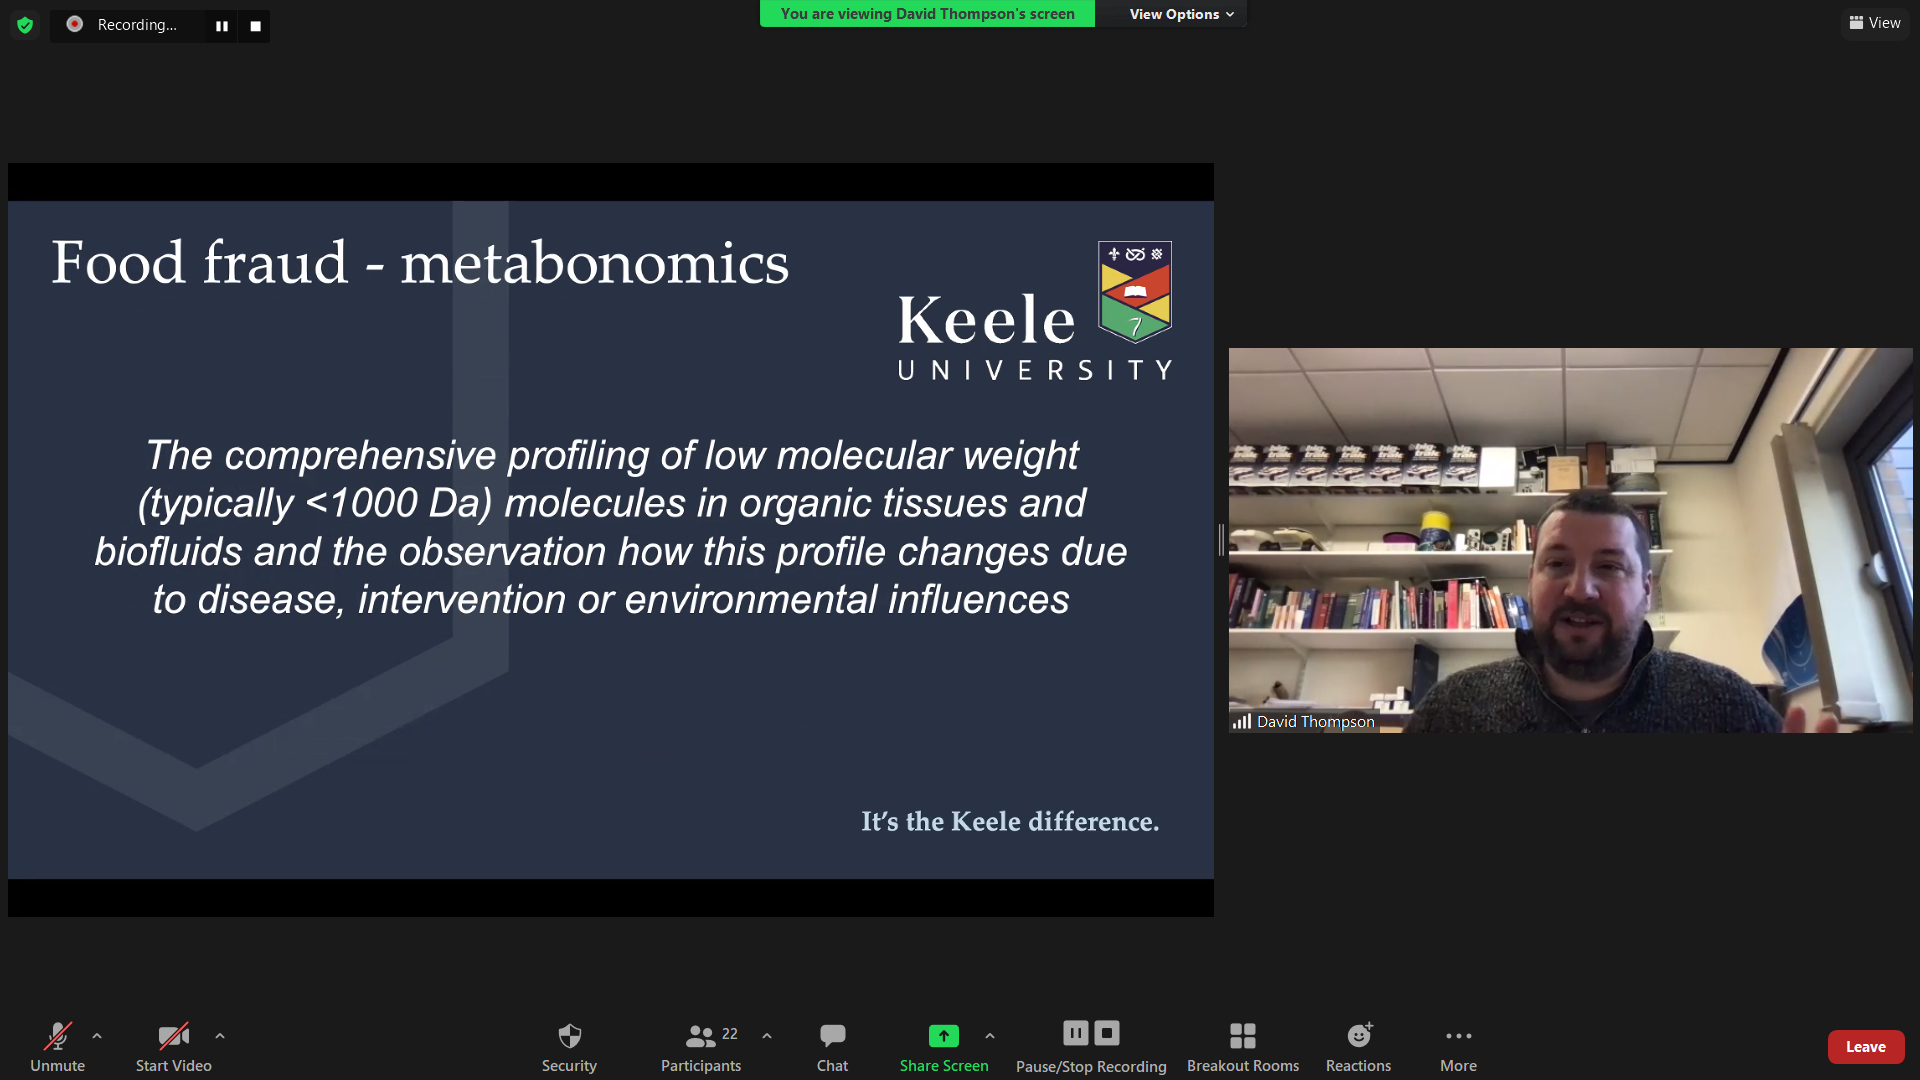 Recording...
You are viewing David Thompson's screen
View Options
View
Food fraud - metabonomics
Keele
UNIVERSITY
The comprehensive profiling of low molecular weight
(typically <1000 Da) molecules in organic tissues and
biofluids and the observation how this profile changes due
to disease, intervention or environmental influences
It's the Keele difference.
big trak
David Thompson
Unmute
Start Video
Security
22
Participants
Chat
Share Screen
Pause/Stop Recording
Breakout Rooms
Reactions
More
Leave